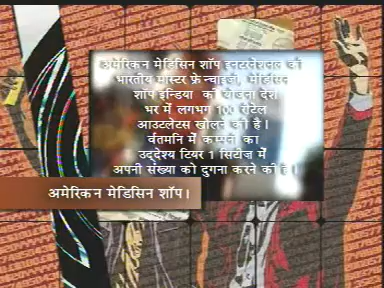 अमेरिकन मेडिसिन शॉप इन्टरनेशनल की
भारतीय मास्टर फ्रेन्चाइजी, मेडिसिन
शॉप इन्डिया की योजना देश
भर में लगभग 100 रीटेल
आउटलेटस खोलने की है।
वर्तमान में कम्पनी का
उद्देश्य टियर 1 सिटीज में
अपनी संख्या को दुगना करने की है।
अमेरिकन मेडिसिन शॉप।